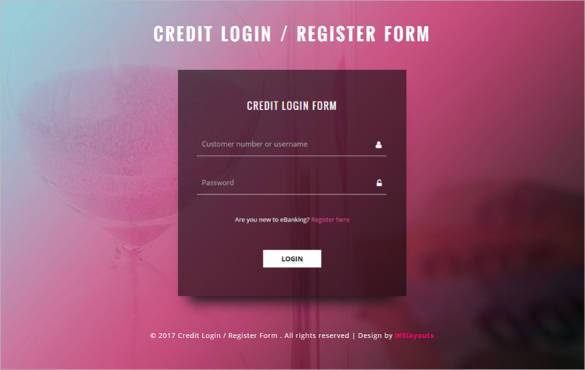 CREDIT LOGIN / REGISTER FORM
CREDIT LOGIN FORM
Customer number or username
Password
Are you new to eBanking? Register here
LOGIN
© 2017 Credit Login / Register Form . All rights reserved | Design by W3layouts